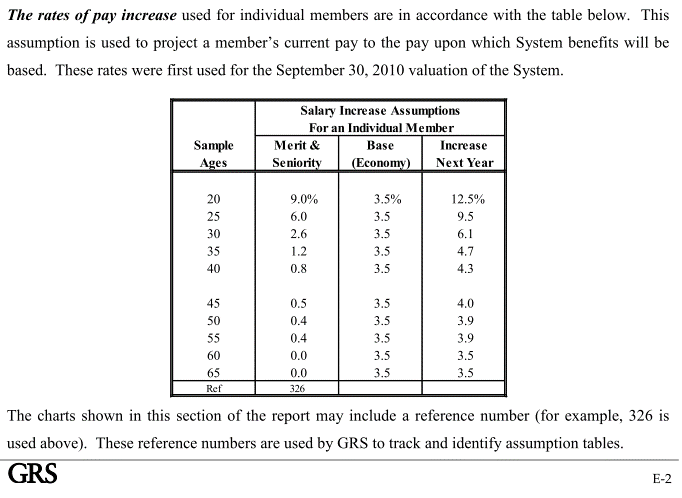 The rates of pay increase used for individual members are in accordance with the table below. This
assumption is used to project a member's current pay to the pay upon which System benefits will be
based. These rates were first used for the September 30, 2010 valuation of the System.
Salary Increase Assumptions
For an Individual Member
Sample Merit & Base Increase
Ages Seniority (Economy) Next Year
20 9.0% 3.5% 12.5%
25 6.0 3.5 9.5
30 2.6 3.5 6.1
35 1.2 3.5 4.7
40 0.8 3.5 4.3
45 0.5 3.5 4.0
50 0.4 3.5 3.9
55 0.4 3.5 3.9
60 0.0 3.5 3.5
65 0.0 3.5 3.5
Ref 326
The charts shown in this section of the report may include a reference number (for example, 326 is
used above). These reference numbers are used by GRS to track and identify assumption tables.
GRS E-2